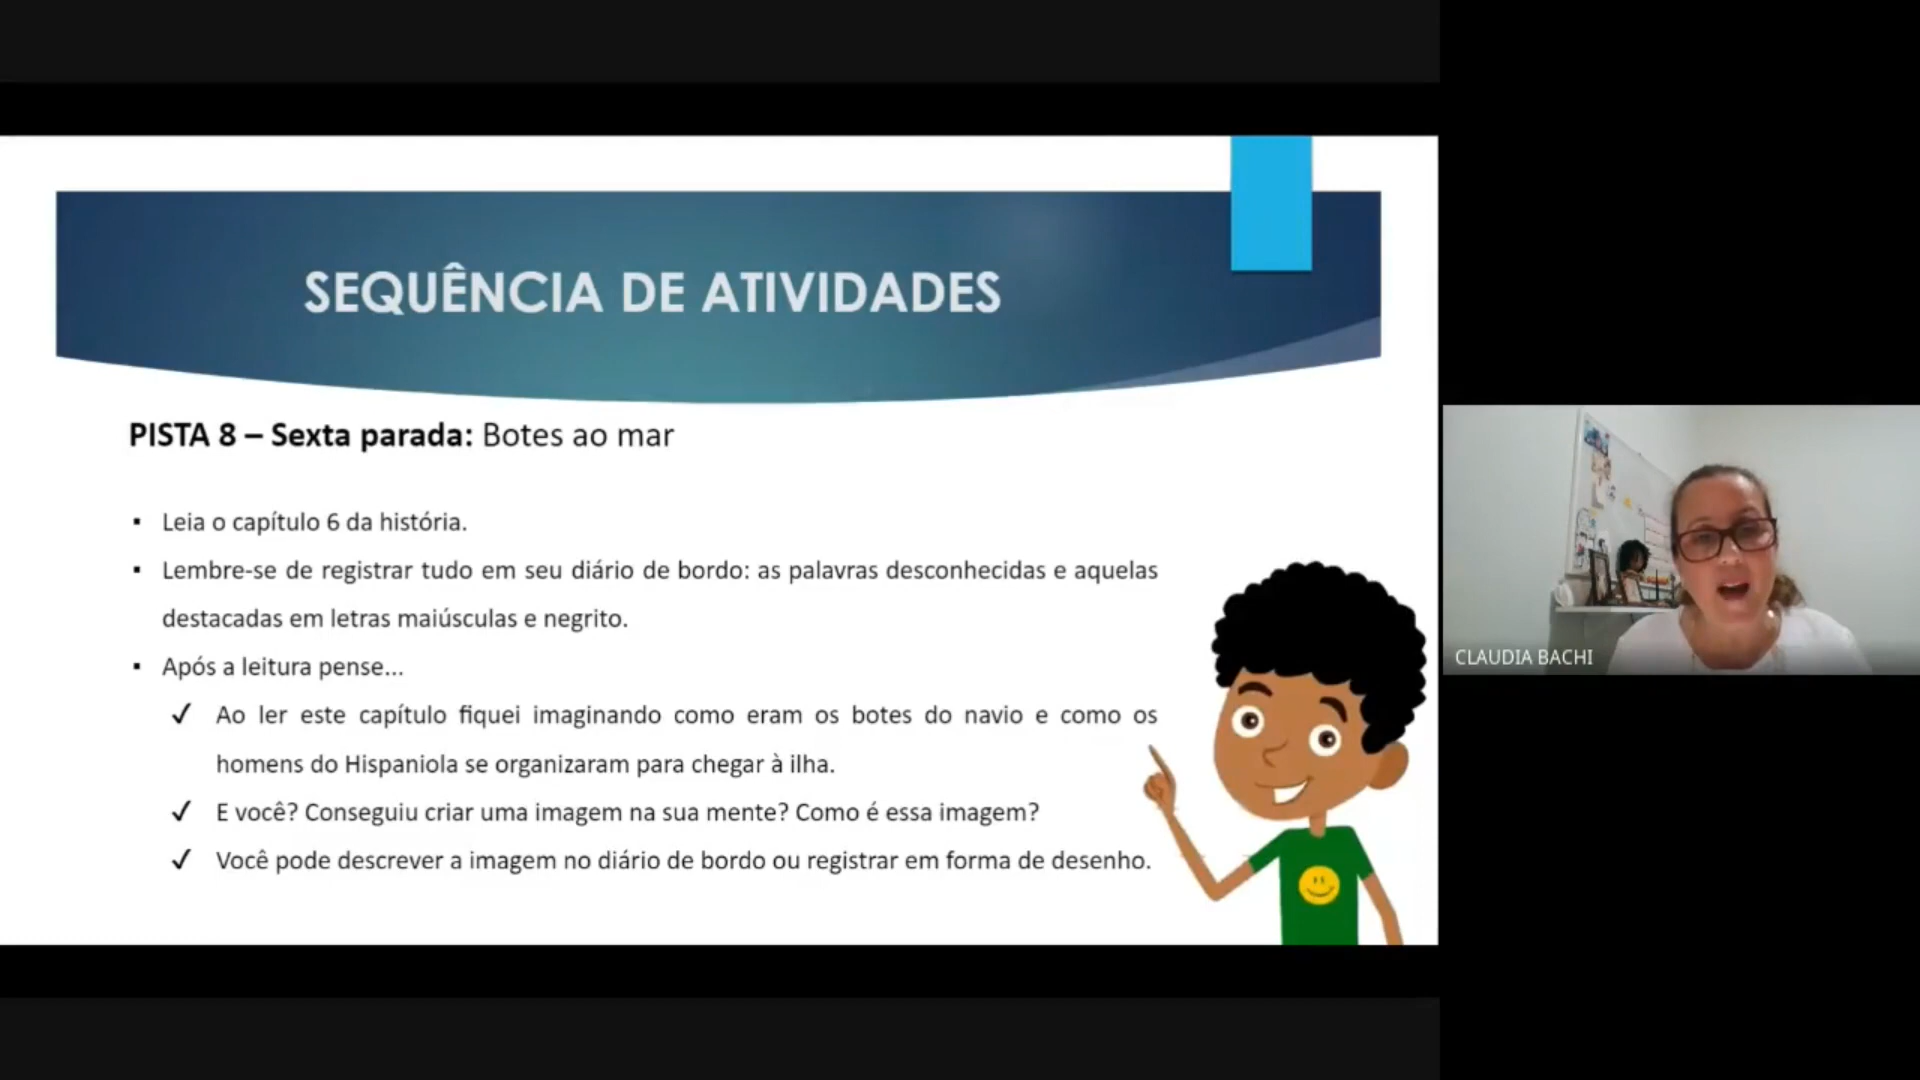 SEQUÊNCIA DE ATIVIDADES
PISTA 8 – Sexta parada: Botes ao mar
▪ Leia o capítulo 6 da história.
▪ Lembre-se de registrar tudo em seu diário de bordo: as palavras desconhecidas e aquelas
destacadas em letras maiúsculas e negrito.
▪ Após a leitura pense...
✓ Ao ler este capítulo fiquei imaginando como eram os botes do navio e como os
homens do Hispaniola se organizaram para chegar à ilha.
✓ E você? Conseguiu criar uma imagem na sua mente? Como é essa imagem?
✓ Você pode descrever a imagem no diário de bordo ou registrar em forma de desenho.
CLAUDIA BACHI